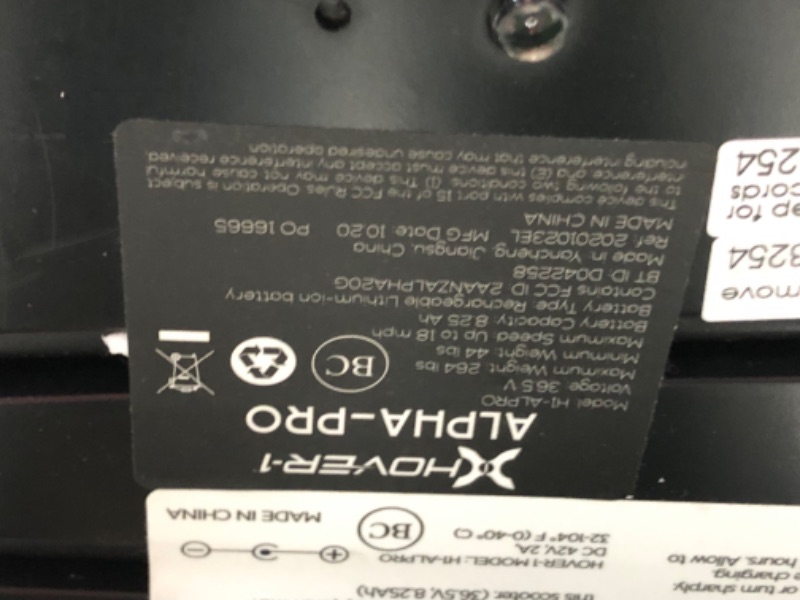 HOVER-1
ALPHA-PRO
Model: H1-ALPRO
Voltage: 36.5 V
Maximum Weight: 264 lbs
Minimum Weight: 44 lbs
Maximum Speed: Up to 18 mph
Battery Capacity: 8.25 Ah
Battery Type: Rechargeable Lithium-ion battery
Contains FCC ID 2AANZALPHA20G
BT ID: D042258
Made in Yancheng, Jiangsu, China
Ref: 20201023EL MFG Date: 10.20 PO 16665
MADE IN CHINA
This device complies with part 15 of the FCC Rules. Operation is subject
to the following two conditions: (1) This device may not cause harmful
interference and (2) this device must accept any interference received
including interference that may cause undesired operation
BC
this scooter. (36.5V, 8.25Ah)
HOVER-1 MODEL: H1-ALPRO
DC 42V, 2A,
32-104° F (0-40° C)
BC
MADE IN CHINA
or turn sharply.
charging.
hours. Allow to
move
3254
ep for
cords
3254